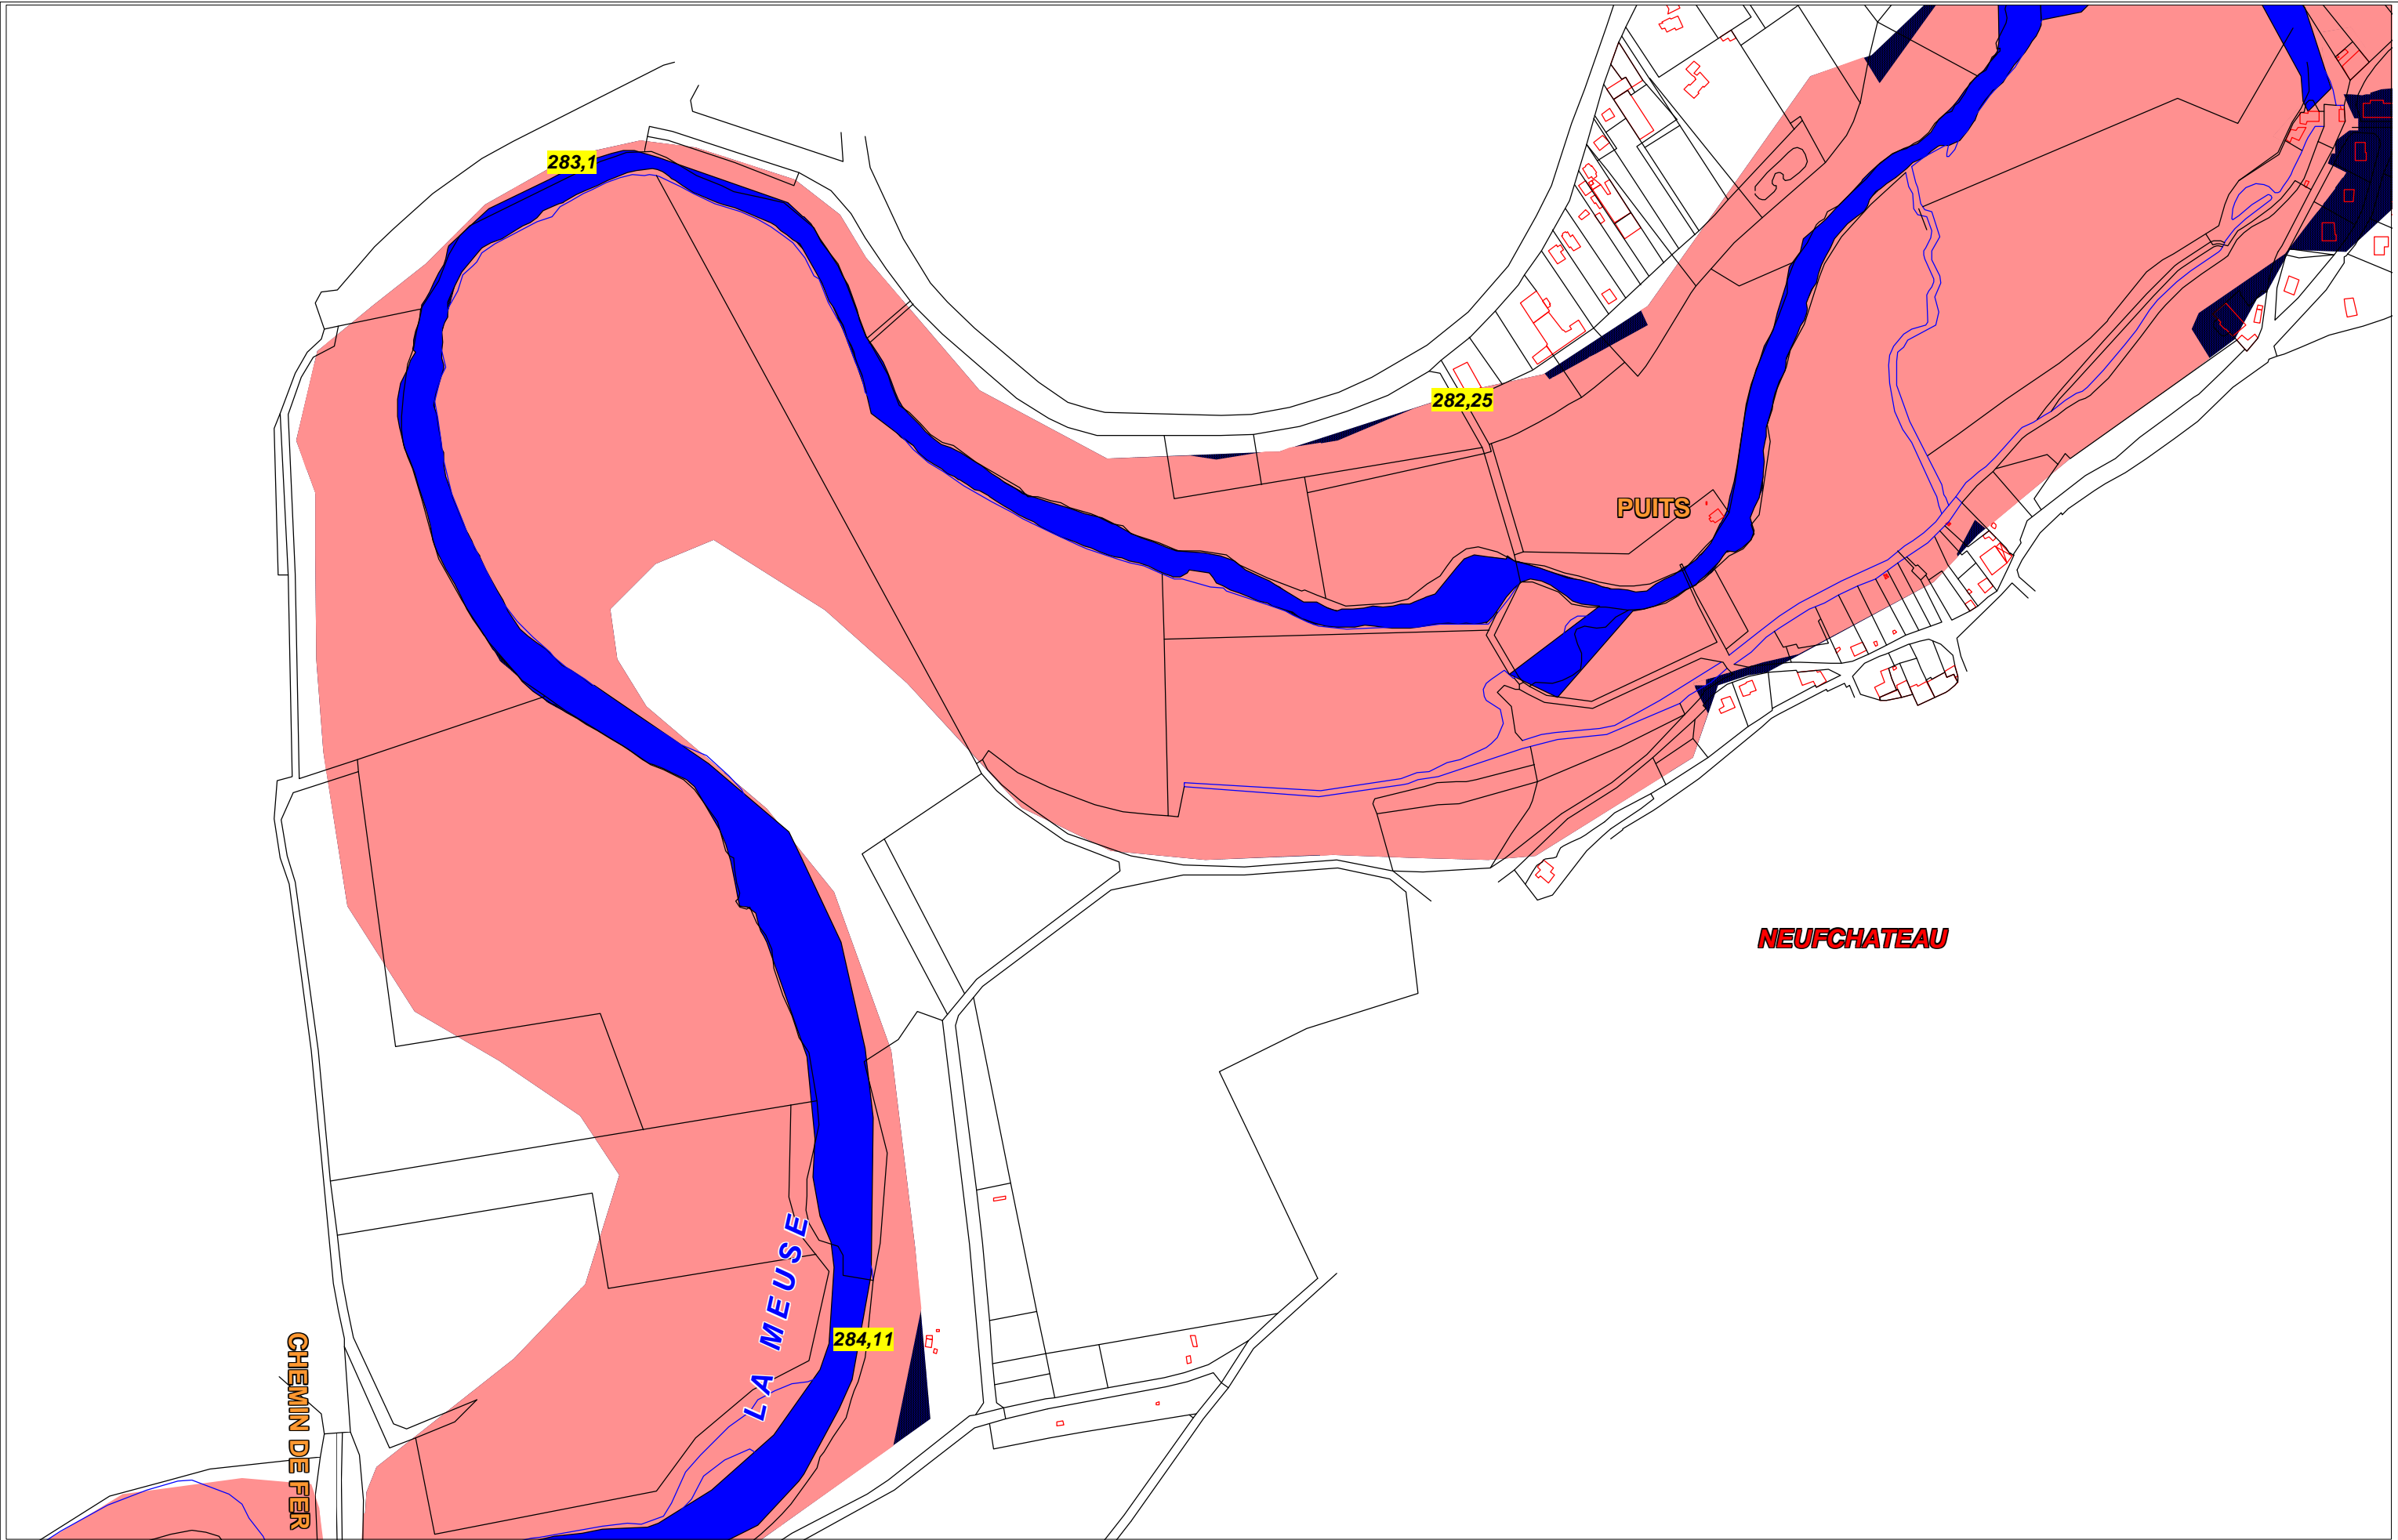 283,1
282,25
PUITS
NEUFCHATEAU
LA MEUSE
284,11
CHEMIN DE FER